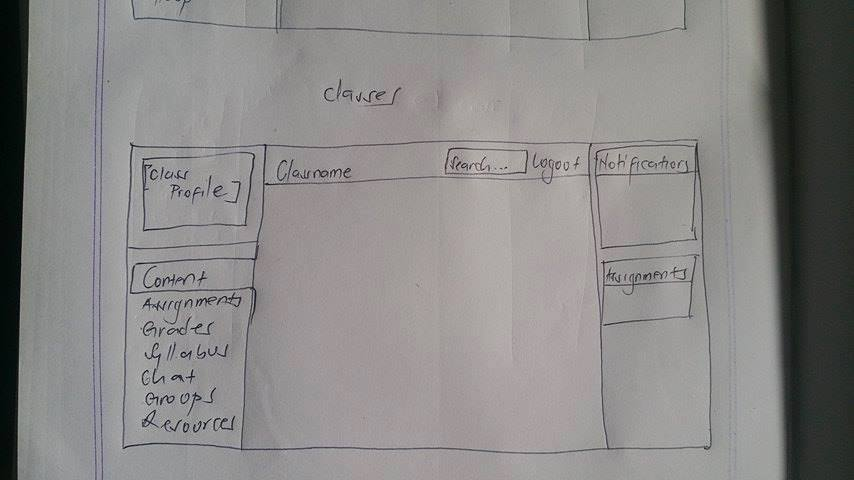 Classes
[Class
Profile]
Classname
Search...
Logout
Notifications
Content
Assignments
Grades
Syllabus
Chat
Groups
Resources
Assignments